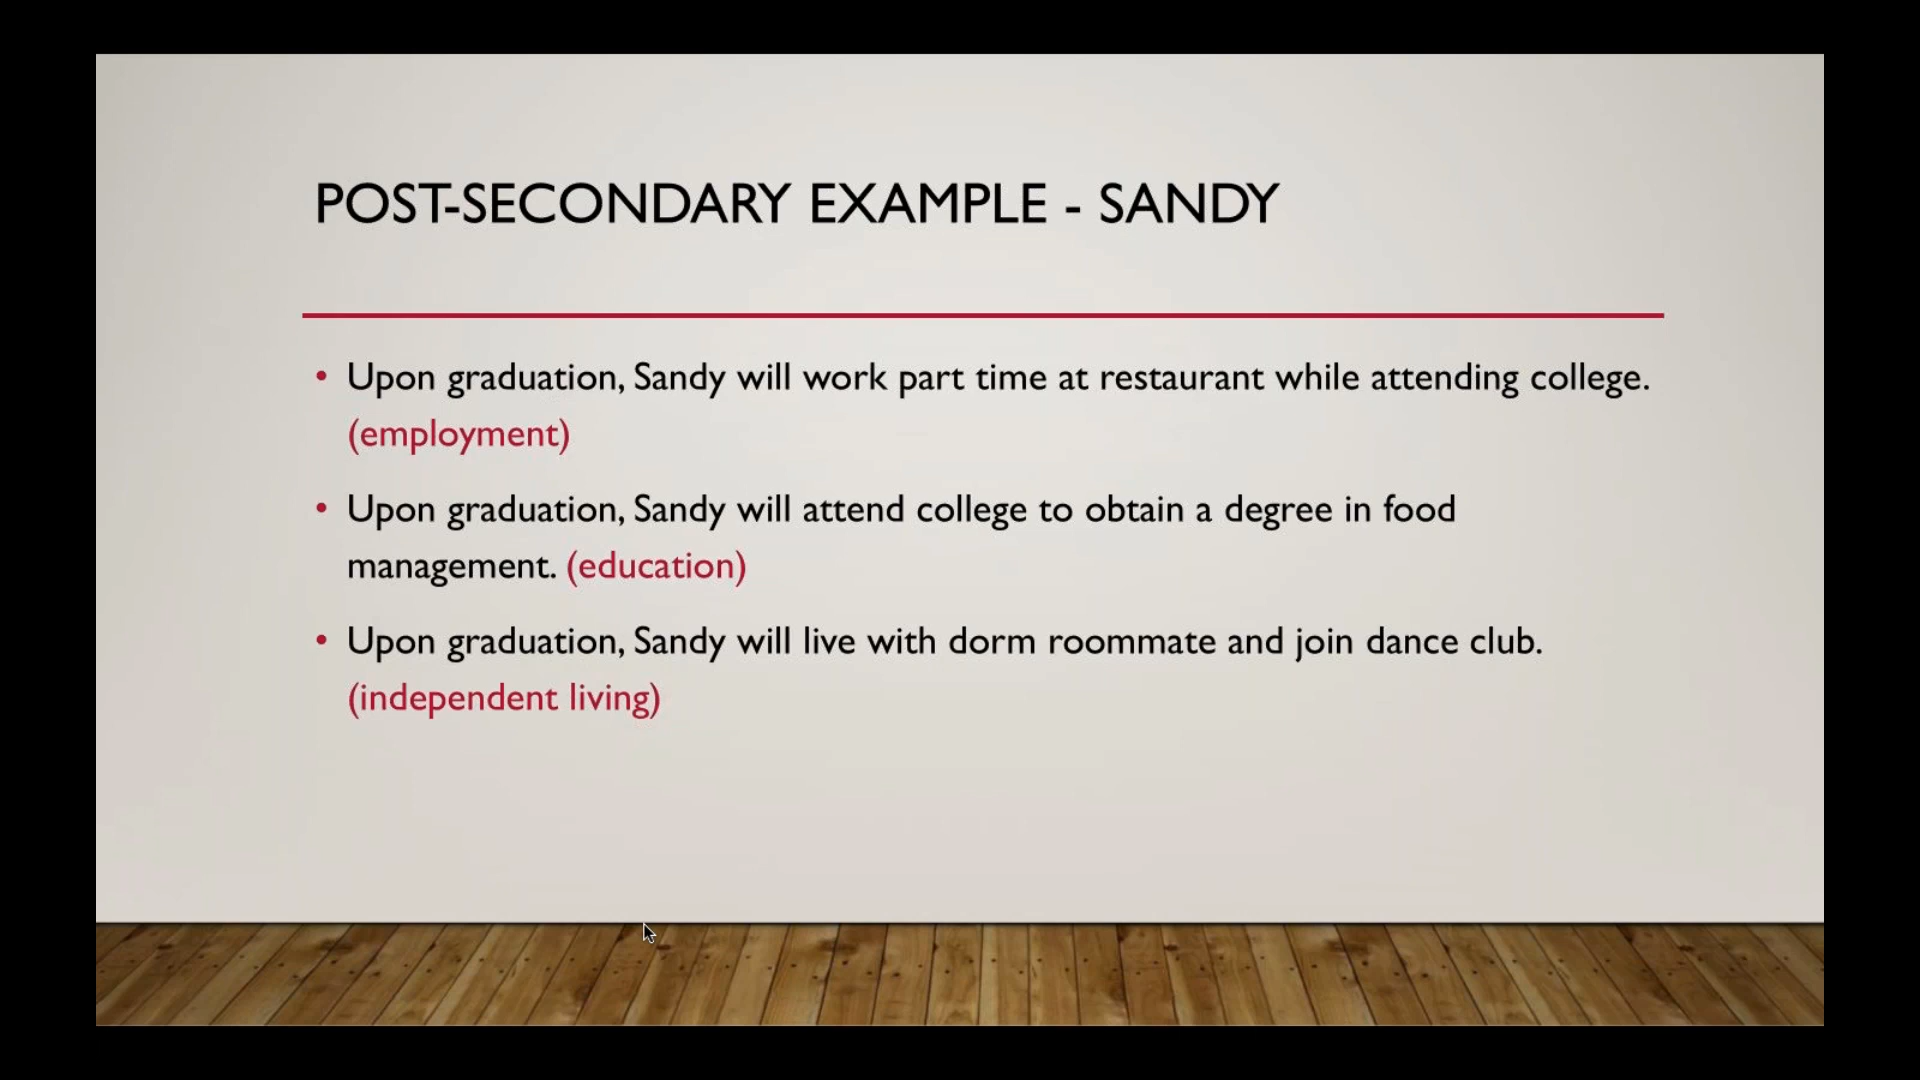 POST-SECONDARY EXAMPLE - SANDY
• Upon graduation, Sandy will work part time at restaurant while attending college.
(employment)
• Upon graduation, Sandy will attend college to obtain a degree in food
management. (education)
• Upon graduation, Sandy will live with dorm roommate and join dance club.
(independent living)